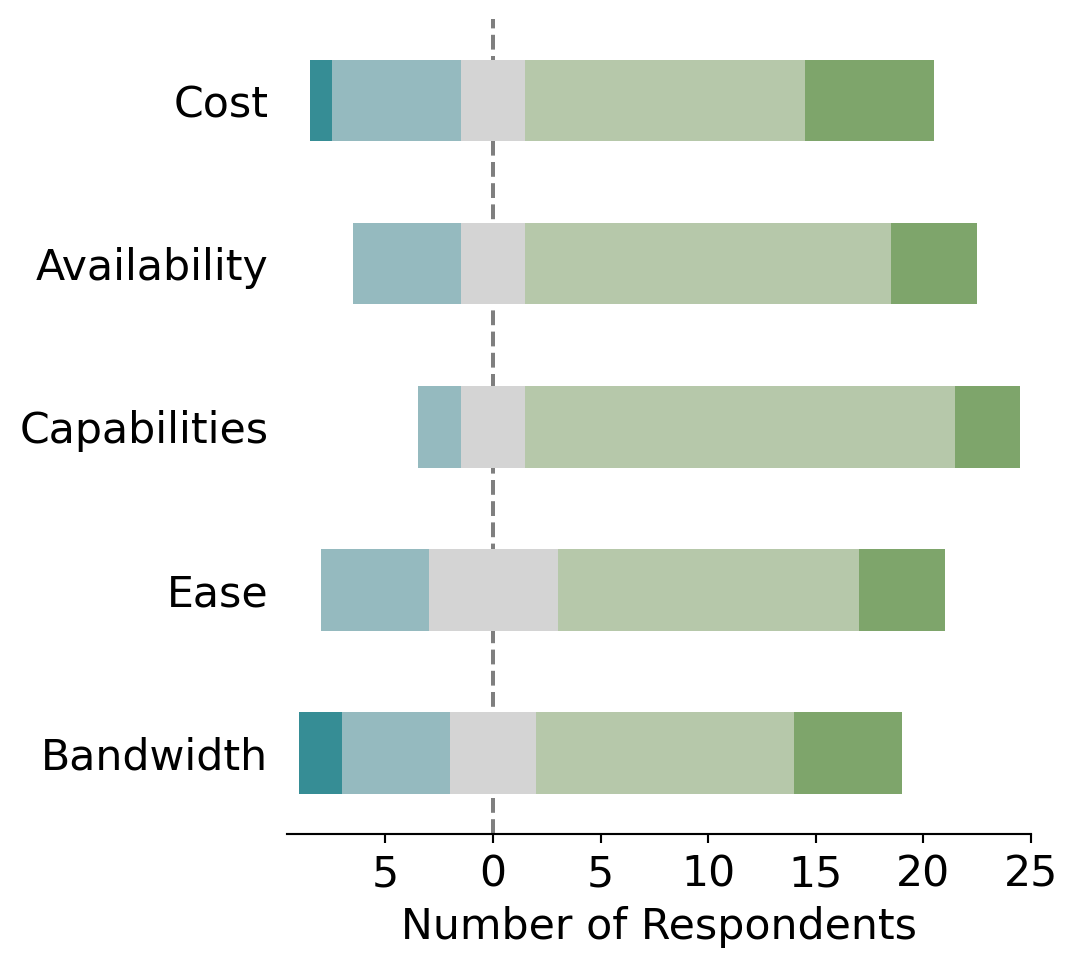 Cost
Availability
Capabilities
Ease
Bandwidth
5 0 5 10 15 20 25
Number of Respondents